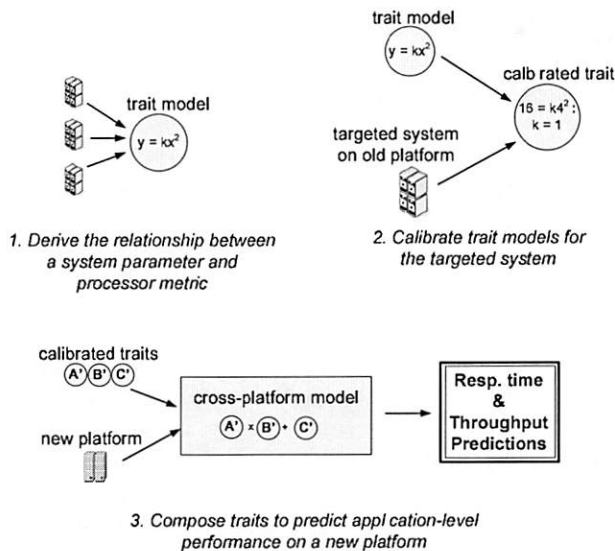 trait model
y = kx²
1. Derive the relationship between
a system parameter and
processor metric
trait model
y = kx²
calb rated trait
16 = k4²:
k = 1
targeted system
on old platform
2. Calibrate trait models for
the targeted system
calibrated traits
A' B' C'
new platform
cross-platform model
A' x B' + C'
Resp. time
&
Throughput
Predictions
3. Compose traits to predict appl cation-level
performance on a new platform